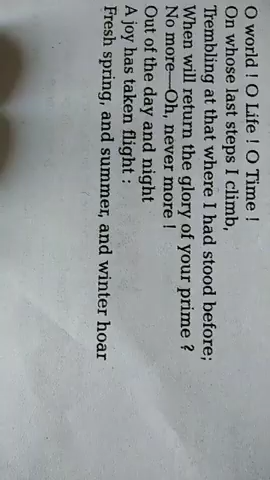 O world ! O Life ! O Time !
On whose last steps I climb,
Trembling at that where I had stood before;
When will return the glory of your prime ?
No more—Oh, never more !
Out of the day and night
A joy has taken flight :
Fresh spring, and summer, and winter hoar